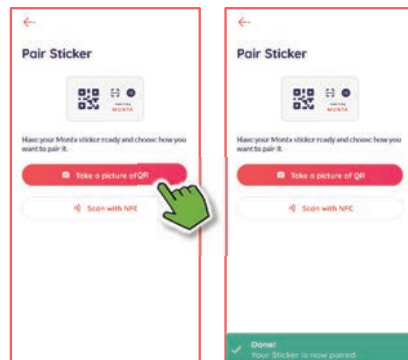 Pair Sticker
MONTA
Have your Monta sticker ready and choose how you
want to pair it.
Take a picture of QR
Scan with NFC
Pair Sticker
MONTA
Have your Monta sticker ready and choose how you
want to pair it.
Take a picture of QR
Scan with NFC
Done!
Your Sticker is now paired